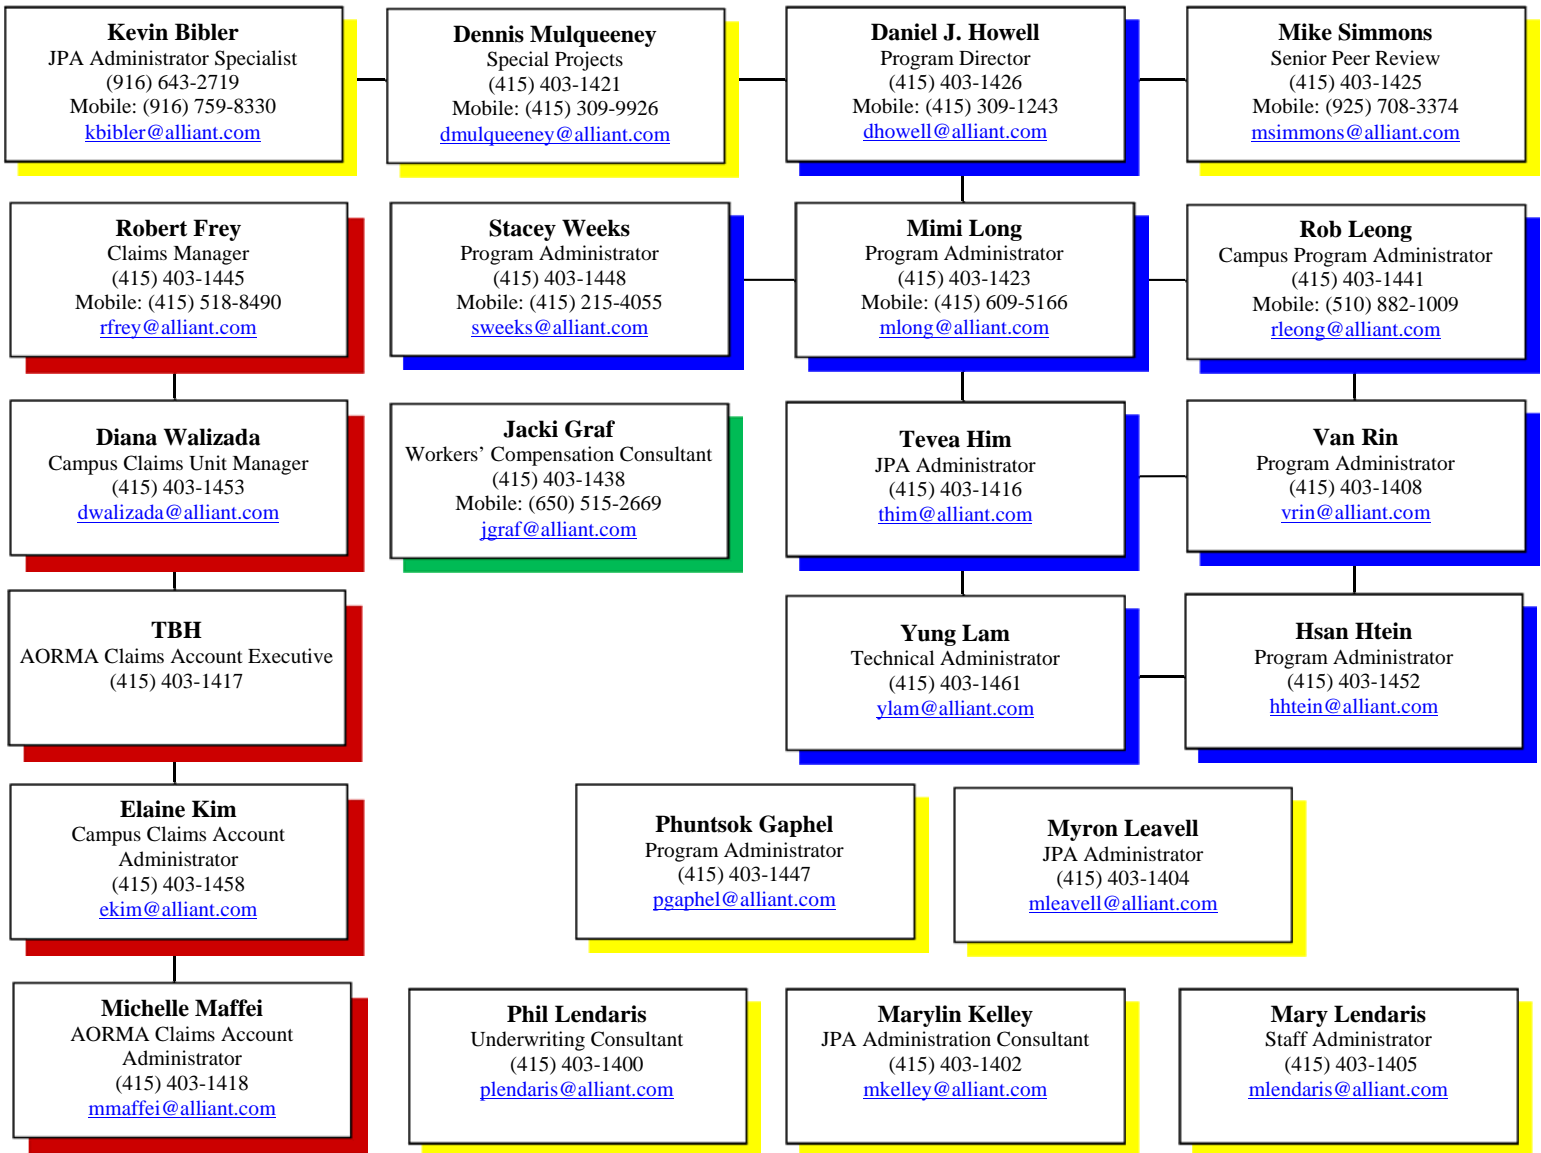 Kevin Bibler
JPA Administrator Specialist
(916) 643-2719
Mobile: (916) 759-8330
kbibler@alliant.com
Dennis Mulqueeney
Special Projects
(415) 403-1421
Mobile: (415) 309-9926
dmulqueeney@alliant.com
Daniel J. Howell
Program Director
(415) 403-1426
Mobile: (415) 309-1243
dhowell@alliant.com
Mike Simmons
Senior Peer Review
(415) 403-1425
Mobile: (925) 708-3374
msimmons@alliant.com
Robert Frey
Claims Manager
(415) 403-1445
Mobile: (415) 518-8490
rfrey@alliant.com
Stacey Weeks
Program Administrator
(415) 403-1448
Mobile: (415) 215-4055
sweeks@alliant.com
Mimi Long
Program Administrator
(415) 403-1423
Mobile: (415) 609-5166
mlong@alliant.com
Rob Leong
Campus Program Administrator
(415) 403-1441
Mobile: (510) 882-1009
rleong@alliant.com
Diana Walizada
Campus Claims Unit Manager
(415) 403-1453
dwalizada@alliant.com
Jacki Graf
Workers’ Compensation Consultant
(415) 403-1438
Mobile: (650) 515-2669
jgraf@alliant.com
Tevea Him
JPA Administrator
(415) 403-1416
thim@alliant.com
Van Rin
Program Administrator
(415) 403-1408
vrin@alliant.com
TBH
AORMA Claims Account Executive
(415) 403-1417
Yung Lam
Technical Administrator
(415) 403-1461
ylam@alliant.com
Hsan Htein
Program Administrator
(415) 403-1452
hhtein@alliant.com
Elaine Kim
Campus Claims Account
Administrator
(415) 403-1458
ekim@alliant.com
Phuntsok Gaphel
Program Administrator
(415) 403-1447
pgaphel@alliant.com
Myron Leavell
JPA Administrator
(415) 403-1404
mleavell@alliant.com
Michelle Maffei
AORMA Claims Account
Administrator
(415) 403-1418
mmaffei@alliant.com
Phil Lendaris
Underwriting Consultant
(415) 403-1400
plendaris@alliant.com
Marylin Kelley
JPA Administration Consultant
(415) 403-1402
mkelley@alliant.com
Mary Lendaris
Staff Administrator
(415) 403-1405
mlendaris@alliant.com